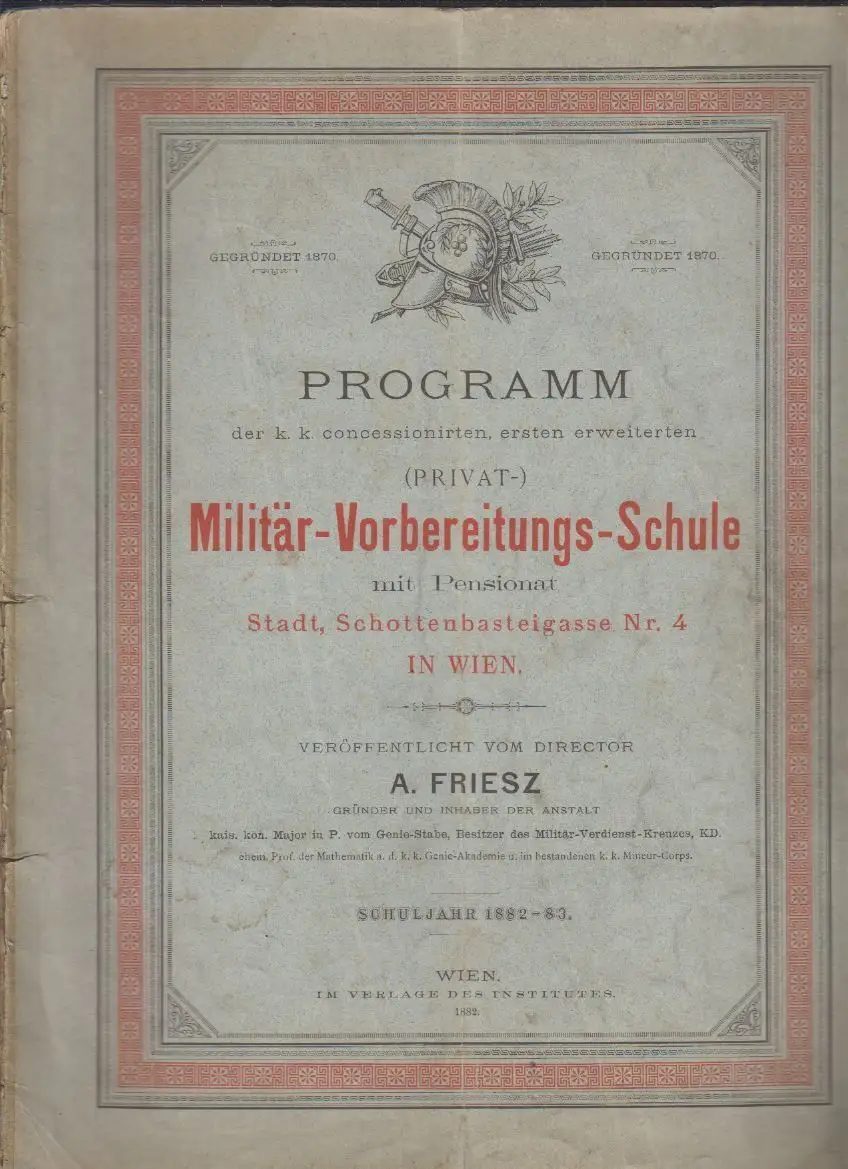 GEGRÜNDET 1870.
GEGRÜNDET 1870.
PROGRAMM
der k. k. concessionirten, ersten erweiterten
(PRIVAT-)
Militär-Vorbereitungs-Schule
mit Pensionat
Stadt, Schottenbasteigasse Nr. 4
IN WIEN.
VERÖFFENTLICHT VOM DIRECTOR
A. FRIESZ
GRÜNDER UND INHABER DER ANSTALT
kais. kön. Major in P. vom Genie-Stabe, Besitzer des Militär-Verdienst-Kreuzes, KD.
ehem. Prof. der Mathematik a. d. k. k. Genie-Akademie u. im bestandenen k. k. Mineur-Corps.
SCHULJAHR 1882-83.
WIEN.
IM VERLAGE DES INSTITUTES.
1882.